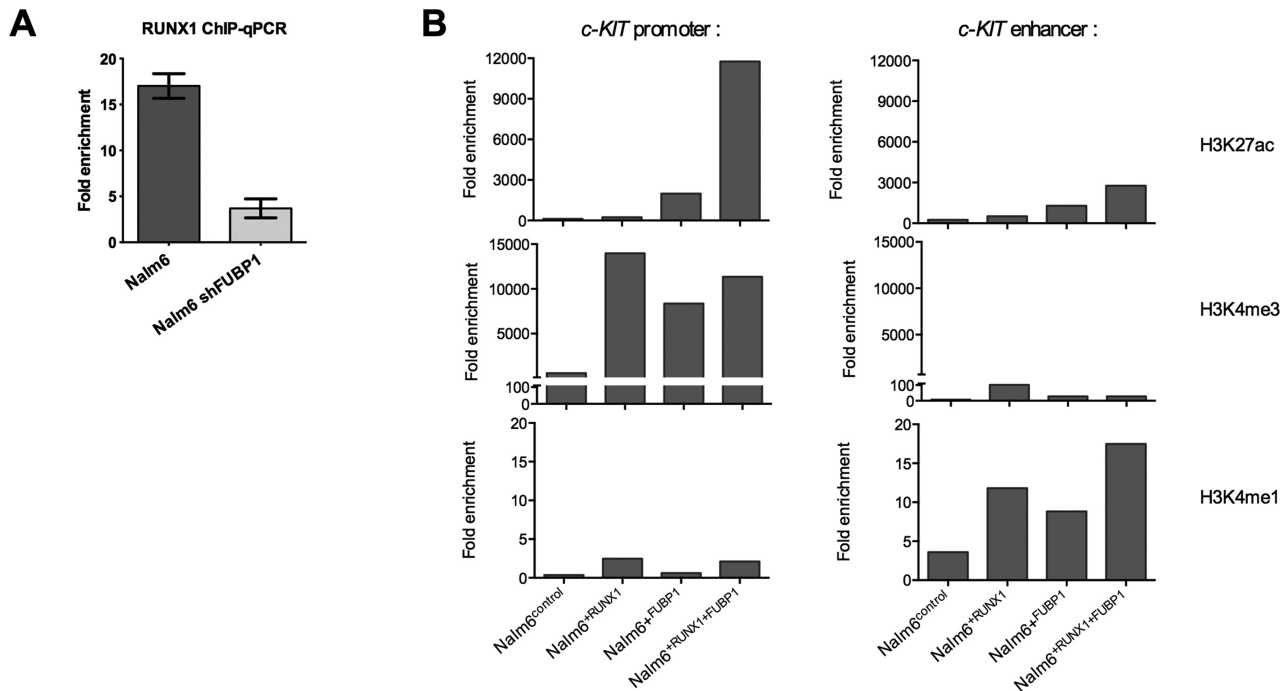 A
RUNX1 ChIP-qPCR
Fold enrichment
20
15
10
5
0
Nalm6
Nalm6 shFUBP1
B
c-KIT promoter :
c-KIT enhancer :
Fold enrichment
12000
9000
6000
3000
0
Fold enrichment
12000
9000
6000
3000
0
H3K27ac
Fold enrichment
15000
10000
5000
100
0
Fold enrichment
15000
10000
5000
100
0
H3K4me3
Fold enrichment
20
15
10
5
0
Fold enrichment
20
15
10
5
0
H3K4me1
Nalm6control
Nalm6+RUNX1
Nalm6+FUBP1
Nalm6+RUNX1+FUBP1
Nalm6control
Nalm6+RUNX1
Nalm6+FUBP1
Nalm6+RUNX1+FUBP1